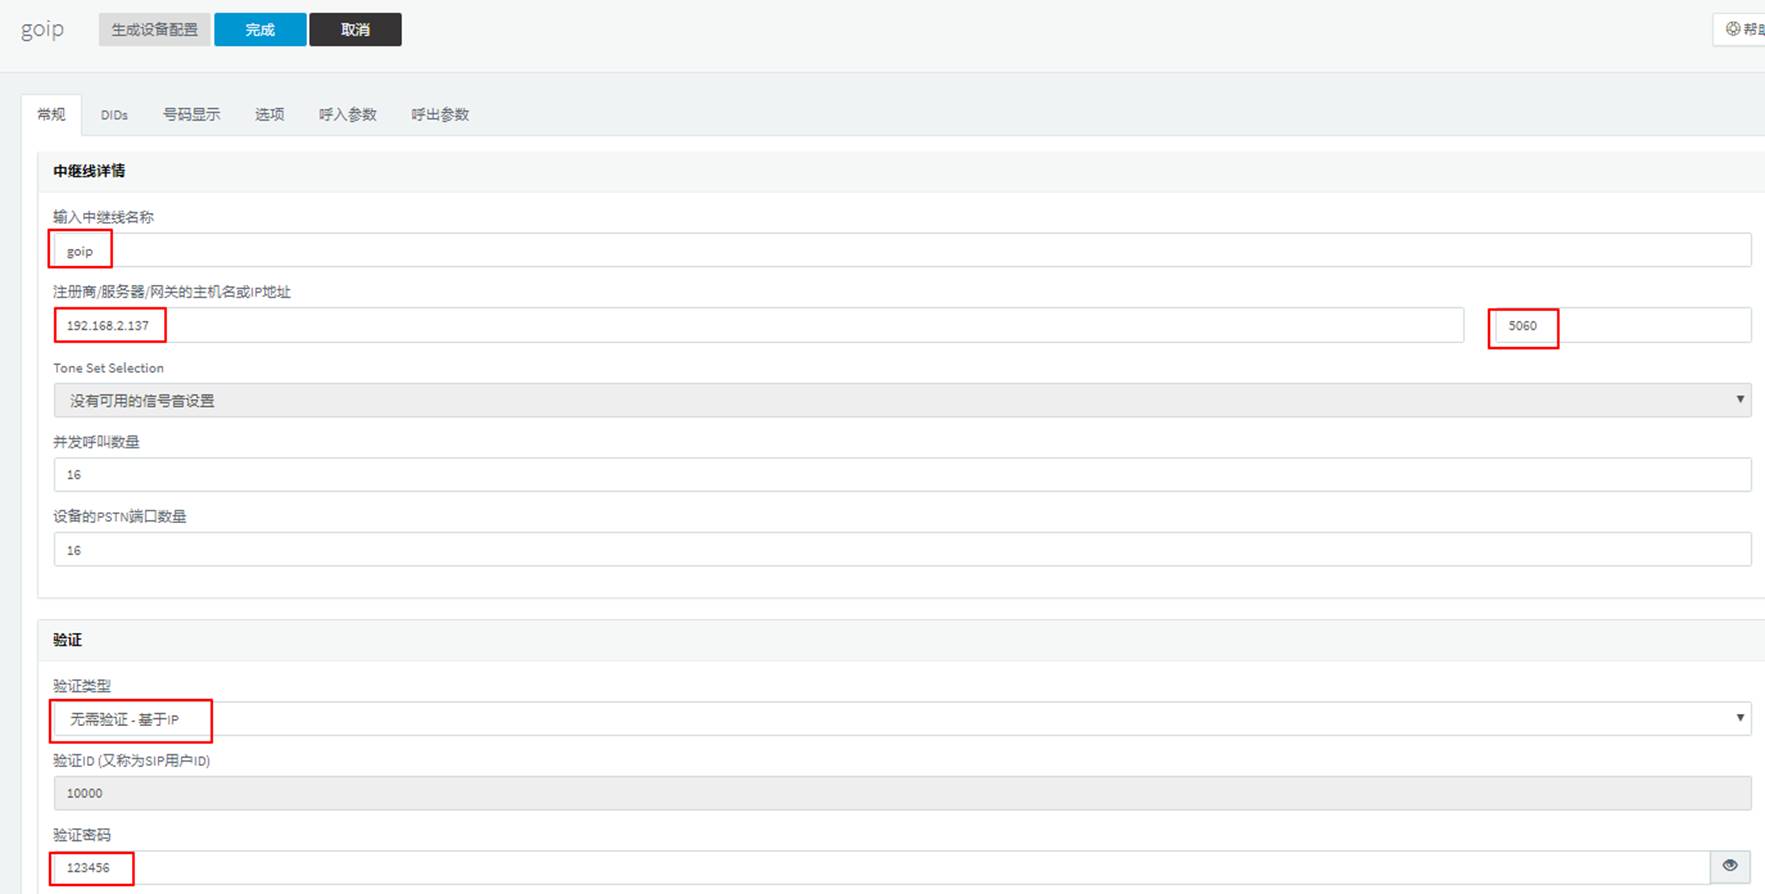 goip 生成设备配置 完成 取消 帮助
常规 DIDs 号码显示 选项 呼入参数 呼出参数
中继线详情
输入中继线名称
goip
注册商/服务器/网关的主机名或IP地址
192.168.2.137 5060
Tone Set Selection
没有可用的信号音设置
并发呼叫数量
16
设备的PSTN端口数量
16
验证
验证类型
无需验证 - 基于IP
验证ID (又称为SIP用户ID)
10000
验证密码
123456